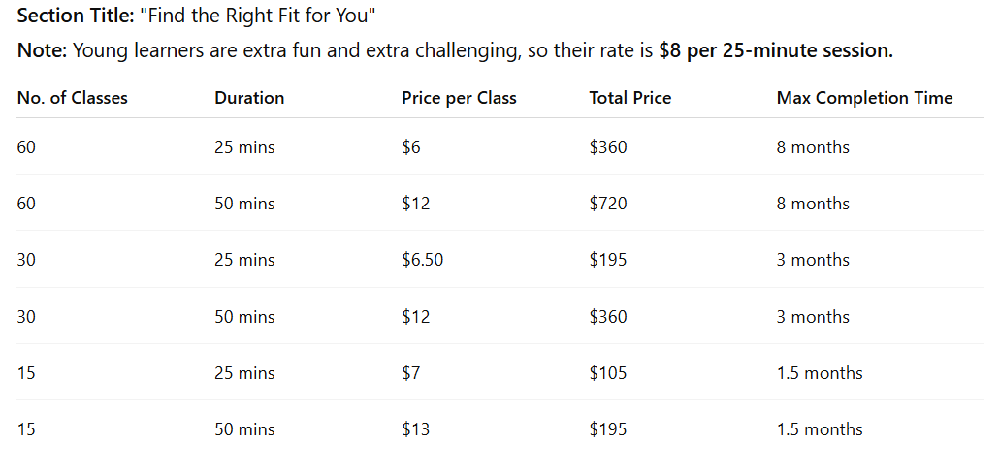 Section Title: "Find the Right Fit for You"
Note: Young learners are extra fun and extra challenging, so their rate is $8 per 25-minute session.
No. of Classes Duration Price per Class Total Price Max Completion Time
60 25 mins $6 $360 8 months
60 50 mins $12 $720 8 months
30 25 mins $6.50 $195 3 months
30 50 mins $12 $360 3 months
15 25 mins $7 $105 1.5 months
15 50 mins $13 $195 1.5 months